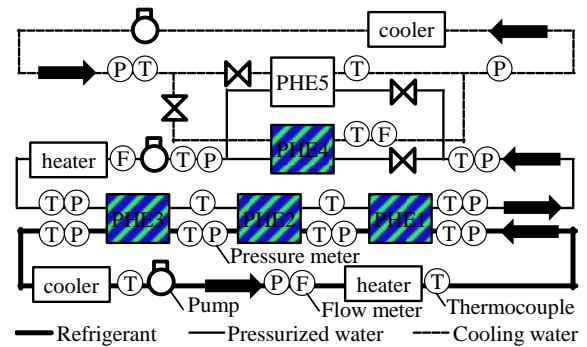 cooler
P T T P
PHE5
T F
PHE4
heater F T P T P
T P T T T P
PHE3 PHE2 PHE1
T P T P T P T P
Pressure meter
cooler T P F heater T
Pump Flow meter Thermocouple
Refrigerant Pressurized water Cooling water